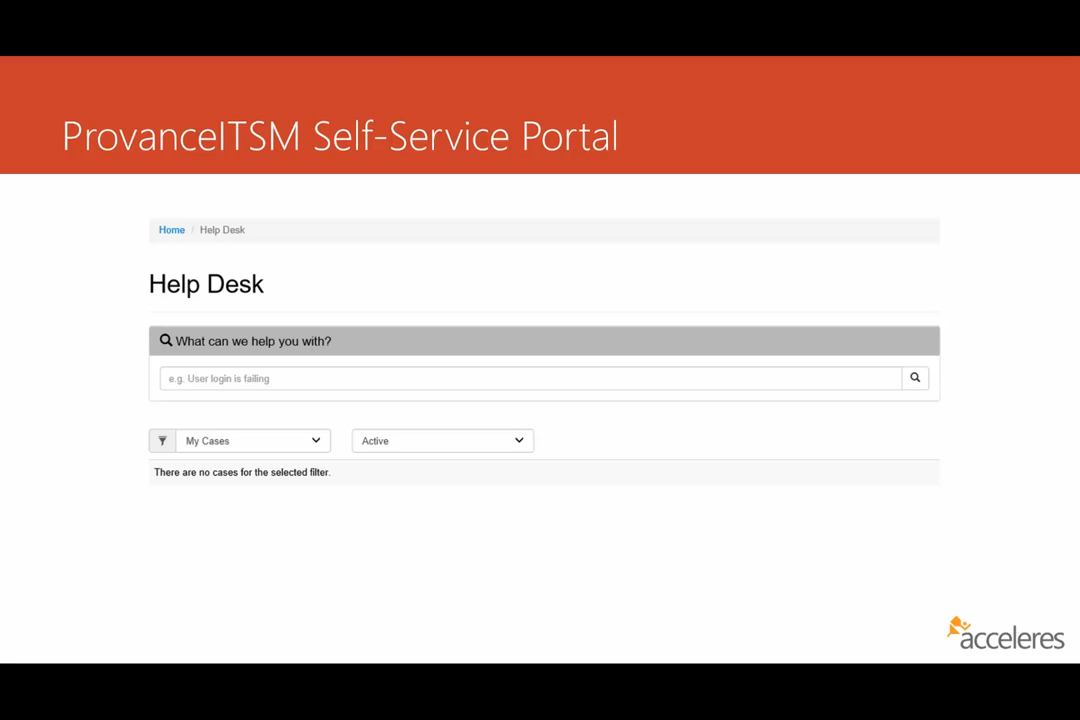 ProvanceITSM Self-Service Portal
Home / Help Desk
Help Desk
What can we help you with?
e.g. User login is failing
My Cases Active
There are no cases for the selected filter.
acceleres